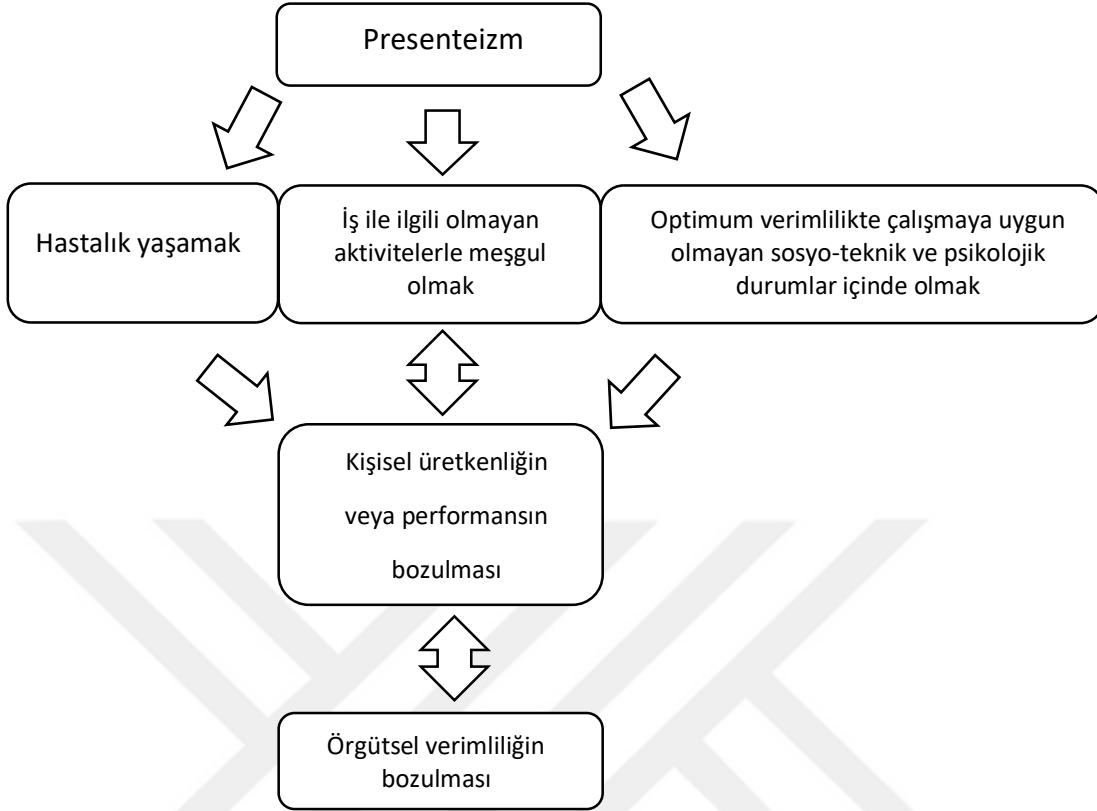 Presenteizm
Hastalık yaşamak
İş ile ilgili olmayan
aktivitelerle meşgul
olmak
Optimum verimlilikte çalışmaya uygun
olmayan sosyo-teknik ve psikolojik
durumlar içinde olmak
Kişisel üretkenliğin
veya performansın
bozulması
Örgütsel verimliliğin
bozulması